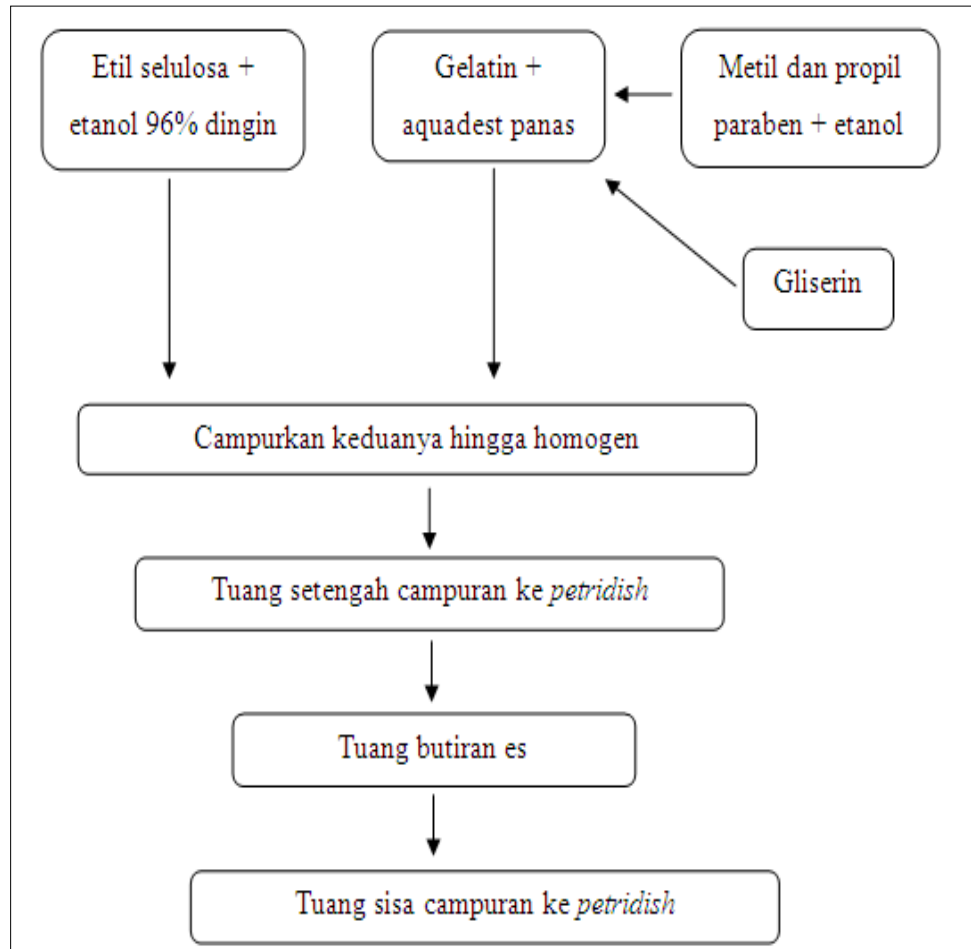 Etil selulosa +
etanol 96% dingin
Gelatin +
aquadest panas
Metil dan propil
paraben + etanol
Gliserin
Campurkan keduanya hingga homogen
Tuang setengah campuran ke petridish
Tuang butiran es
Tuang sisa campuran ke petridish